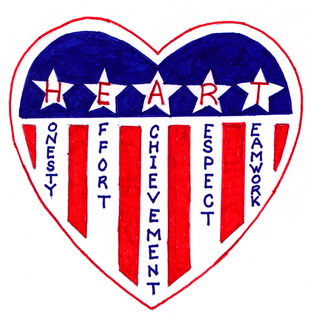 HEART
ONESTY
FFORT
CHIEVEMENT
ESPECT
EAMWORK